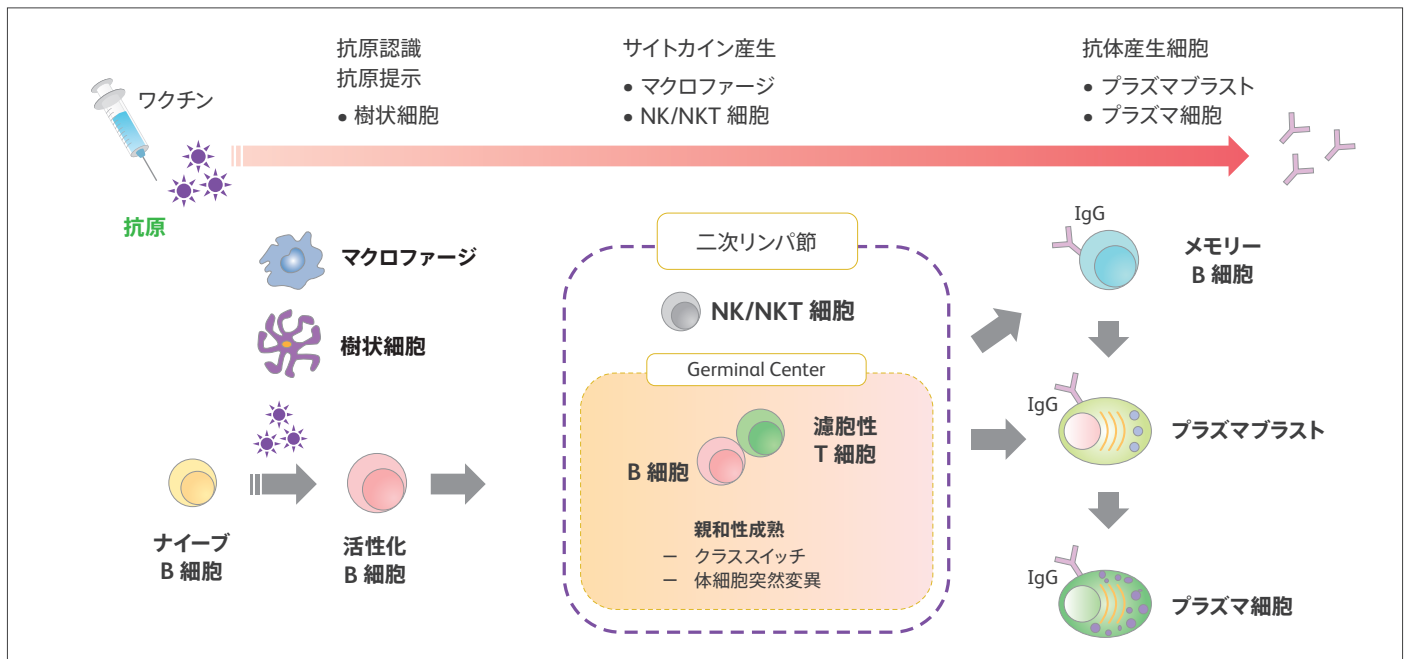 ワクチン
抗原
抗原認識
抗原提示
• 樹状細胞
サイトカイン産生
• マクロファージ
• NK/NKT 細胞
抗体産生細胞
• プラズマブラスト
• プラズマ細胞
マクロファージ
樹状細胞
ナイーブ
B 細胞
活性化
B 細胞
二次リンパ節
NK/NKT 細胞
Germinal Center
濾胞性
T 細胞
B 細胞
親和性成熟
― クラススイッチ
― 体細胞突然変異
IgG
メモリー
B 細胞
IgG
プラズマブラスト
IgG
プラズマ細胞